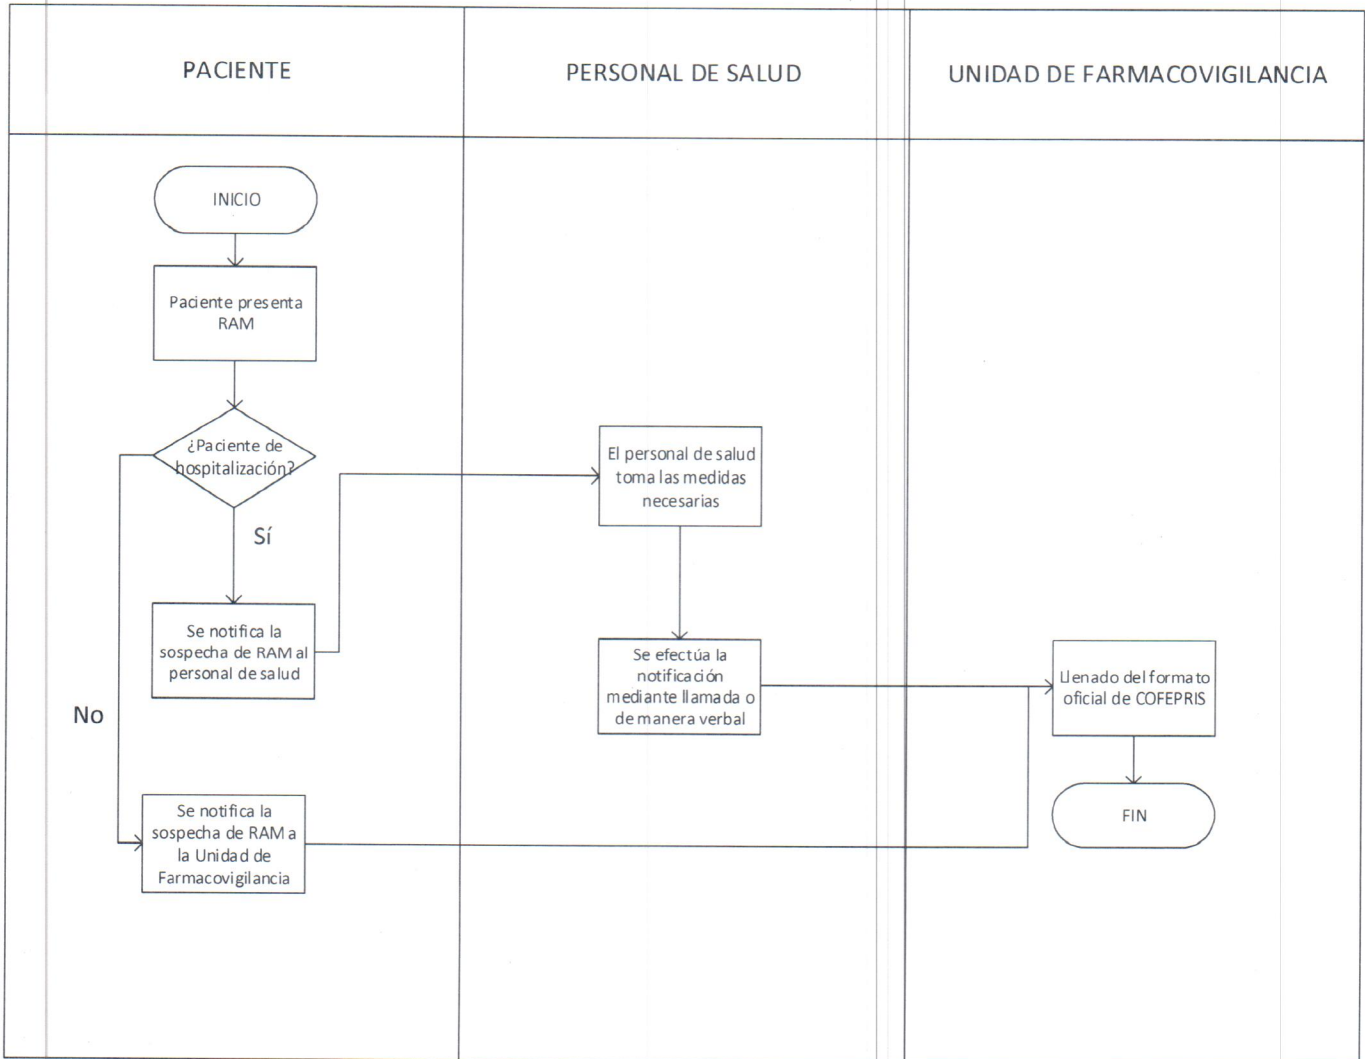 PACIENTE
PERSONAL DE SALUD
UNIDAD DE FARMACOVIGILANCIA
INICIO
Paciente presenta
RAM
¿Paciente de
hospitalización?
Sí
Se notifica la
sospecha de RAM al
personal de salud
No
Se notifica la
sospecha de RAM a
la Unidad de
Farmacovigilancia
El personal de salud
toma las medidas
necesarias
Se efectúa la
notificación
mediante llamada o
de manera verbal
Llenado del formato
oficial de COFEPRIS
FIN